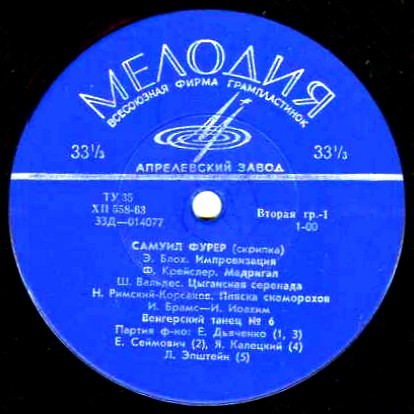 МЕЛОДИЯ
ВСЕСОЮЗНАЯ ФИРМА ГРАМПЛАСТИНОК
33⅓ 33⅓
АПРЕЛЕВСКИЙ ЗАВОД
ТУ 35
ХП 558-63
33Д—014077
Вторая гр.-1
1-00
САМУИЛ ФУРЕР (скрипка)
Э. Блох. Импровизация
Ф. Крейслер. Мадригал
Ш. Вальдес. Цыганская серенада
Н. Римский-Корсаков. Пляска скоморохов
И. Брамс—И. Иоахим
Венгерский танец № 6
Партия ф-но: Е. Дьяченко (1, 3)
Е. Сеймович (2), Я. Калецкий (4)
Л. Эпштейн (5)